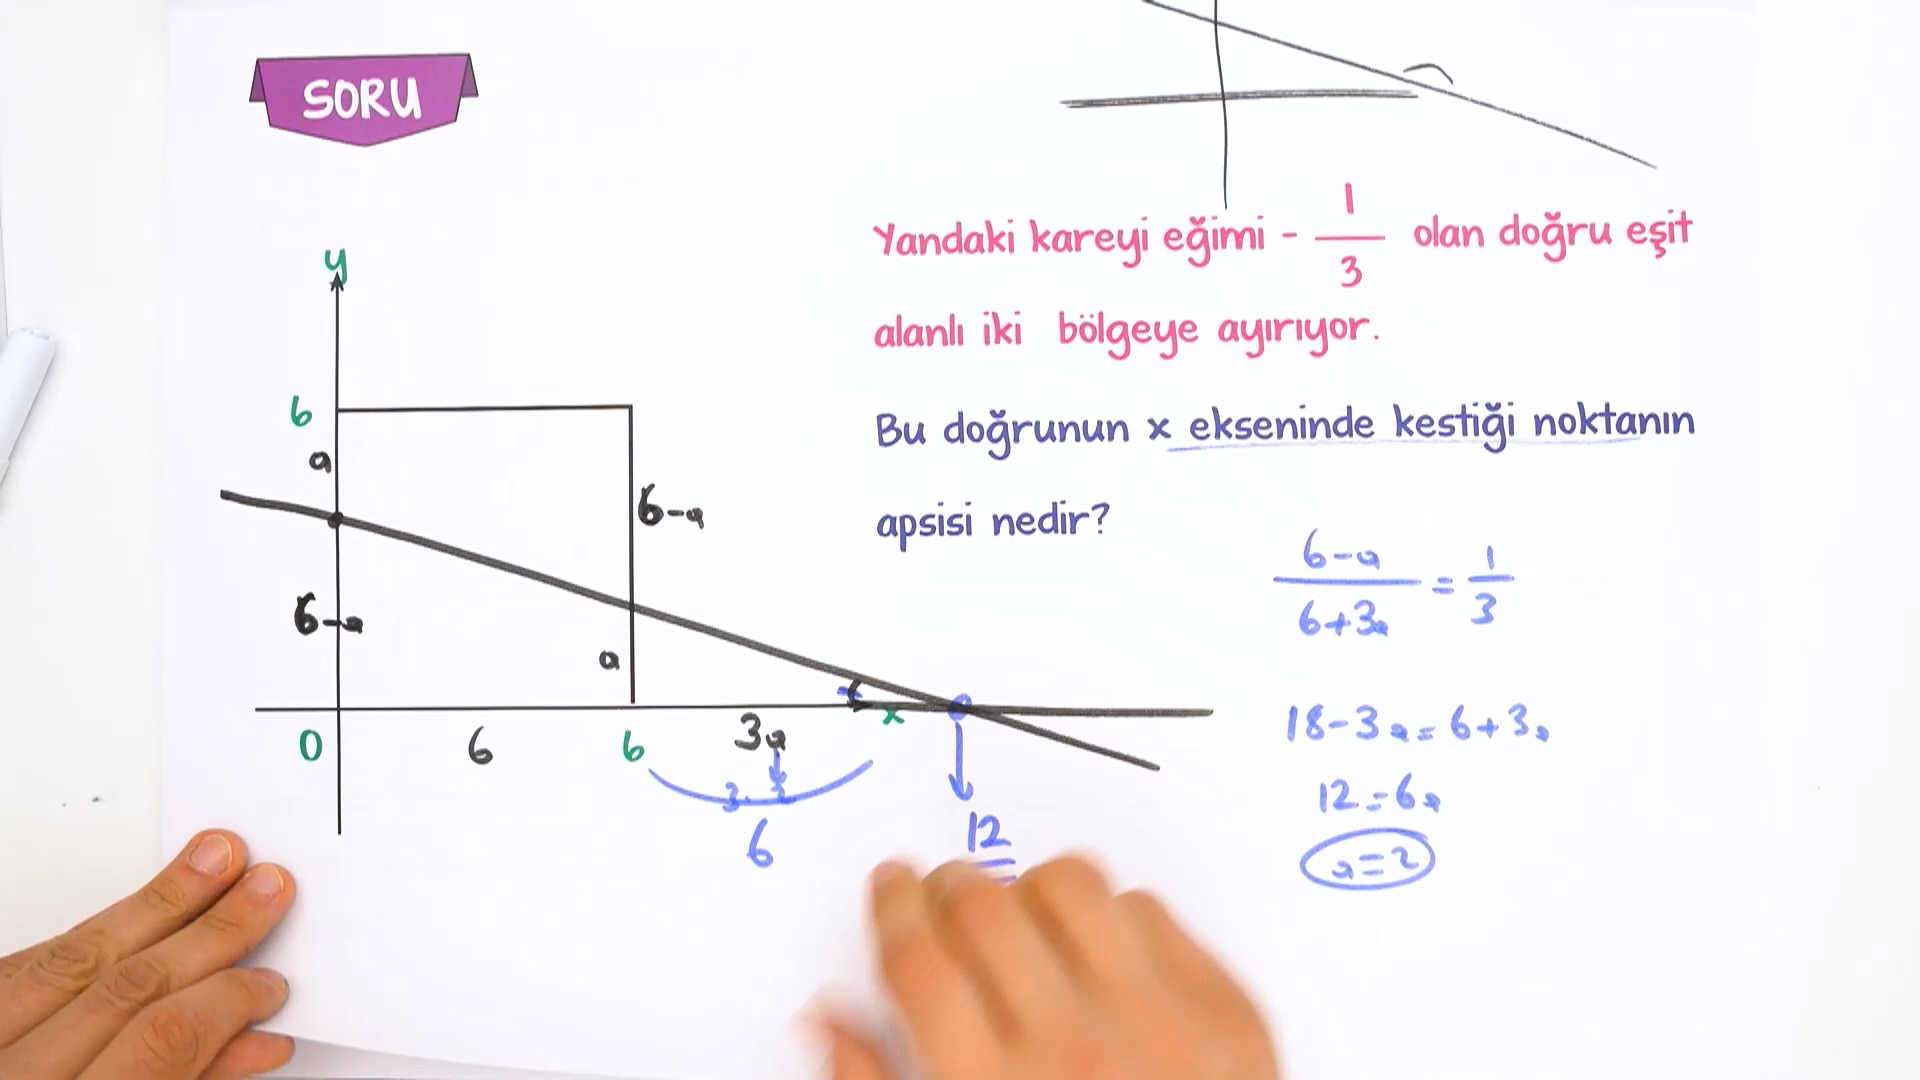 SORU
Yandaki kareyi eğimi - 1/3 olan doğru eşit
alanlı iki bölgeye ayırıyor.
Bu doğrunun x ekseninde kestiği noktanın
apsisi nedir?
y
6
a
6-a
6-a
a
0
6
6
3a
x
3.2
6
12
6-a/6+3a = 1/3
18-3a=6+3a
12=6a
a=2